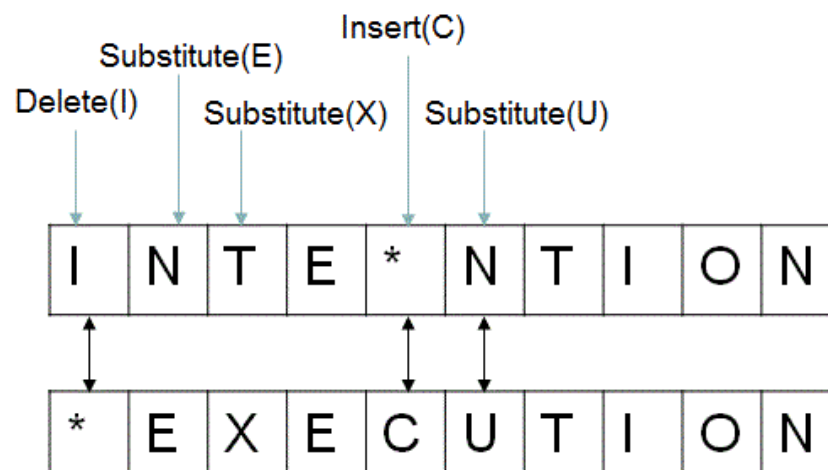 Insert(C)
Substitute(E)
Delete(I)
Substitute(X)
Substitute(U)
I N T E * N T I O N
* E X E C U T I O N